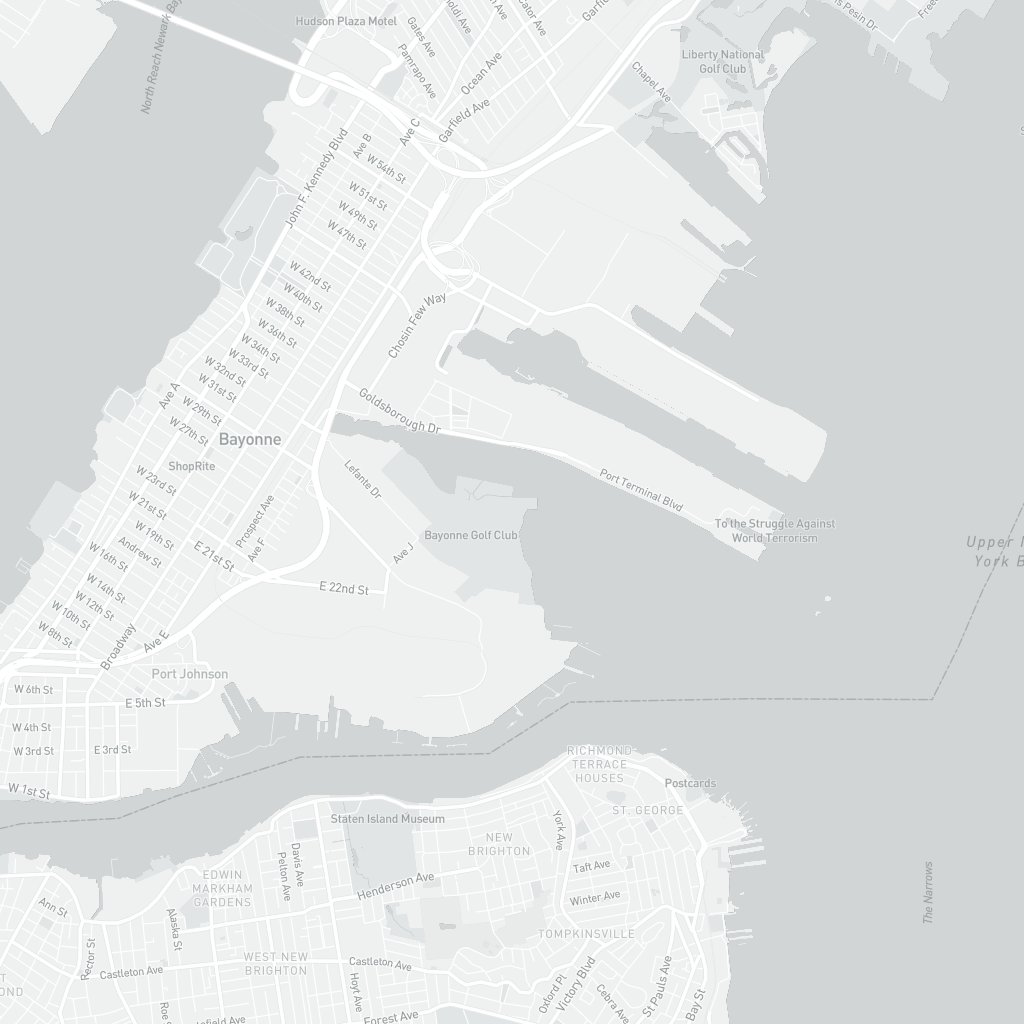 Hudson Plaza Motel
North Reach Newark Bay
Gates Ave
Pamrapo Ave
Ocean Ave
Garfield Ave
Liberty National
Golf Club
Chapel Ave
Pesin Dr
John F. Kennedy Blvd
Ave B
Ave C
W 54th St
W 51st St
W 49th St
W 47th St
W 42nd St
W 40th St
W 38th St
W 36th St
W 34th St
W 33rd St
W 32nd St
W 31st St
W 29th St
W 27th St
Ave A
Chosin Few Way
Goldsborough Dr
Bayonne
ShopRite
Lefante Dr
Port Terminal Blvd
To the Struggle Against
World Terrorism
W 23rd St
W 21st St
W 19th St
Andrew St
W 16th St
W 14th St
W 12th St
W 10th St
W 8th St
Prospect Ave
Ave F
E 21st St
E 22nd St
Bayonne Golf Club
Ave J
Upper
York
Broadway
Ave E
Port Johnson
W 6th St
E 5th St
W 4th St
W 3rd St
E 3rd St
W 1st St
RICHMOND
TERRACE
HOUSES
Postcards
ST. GEORGE
Staten Island Museum
NEW
BRIGHTON
York Ave
Davis Ave
Pelton Ave
EDWIN
MARKHAM
GARDENS
Henderson Ave
Taft Ave
Winter Ave
The Narrows
Ann St
Alaska St
Rector St
TOMPKINSVILLE
WEST NEW
BRIGHTON
Castleton Ave
Castleton Ave
Hoyt Ave
Oxford Pl
Victory Blvd
Cebra Ave
St Pauls Ave
Bay St
Forest Ave